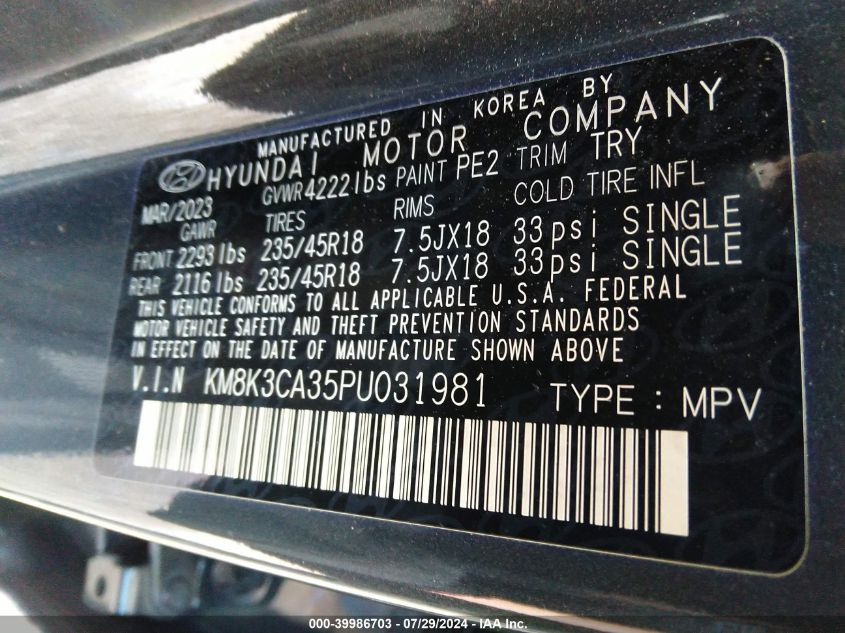 MANUFACTURED IN KOREA BY
HYUNDAI MOTOR COMPANY
MAR/2023 GVWR 4222 lbs PAINT PE2 TRIM TRY
GAWR TIRES RIMS COLD TIRE INFL
FRONT 2293 lbs 235/45R18 7.5JX18 33psi SINGLE
REAR 2116 lbs 235/45R18 7.5JX18 33psi SINGLE
THIS VEHICLE CONFORMS TO ALL APPLICABLE U.S.A. FEDERAL
MOTOR VEHICLE SAFETY AND THEFT PREVENTION STANDARDS
IN EFFECT ON THE DATE OF MANUFACTURE SHOWN ABOVE
V.I.N KM8K3CA35PU031981 TYPE : MPV
000-39986703 - 07/29/2024 - IAA Inc.